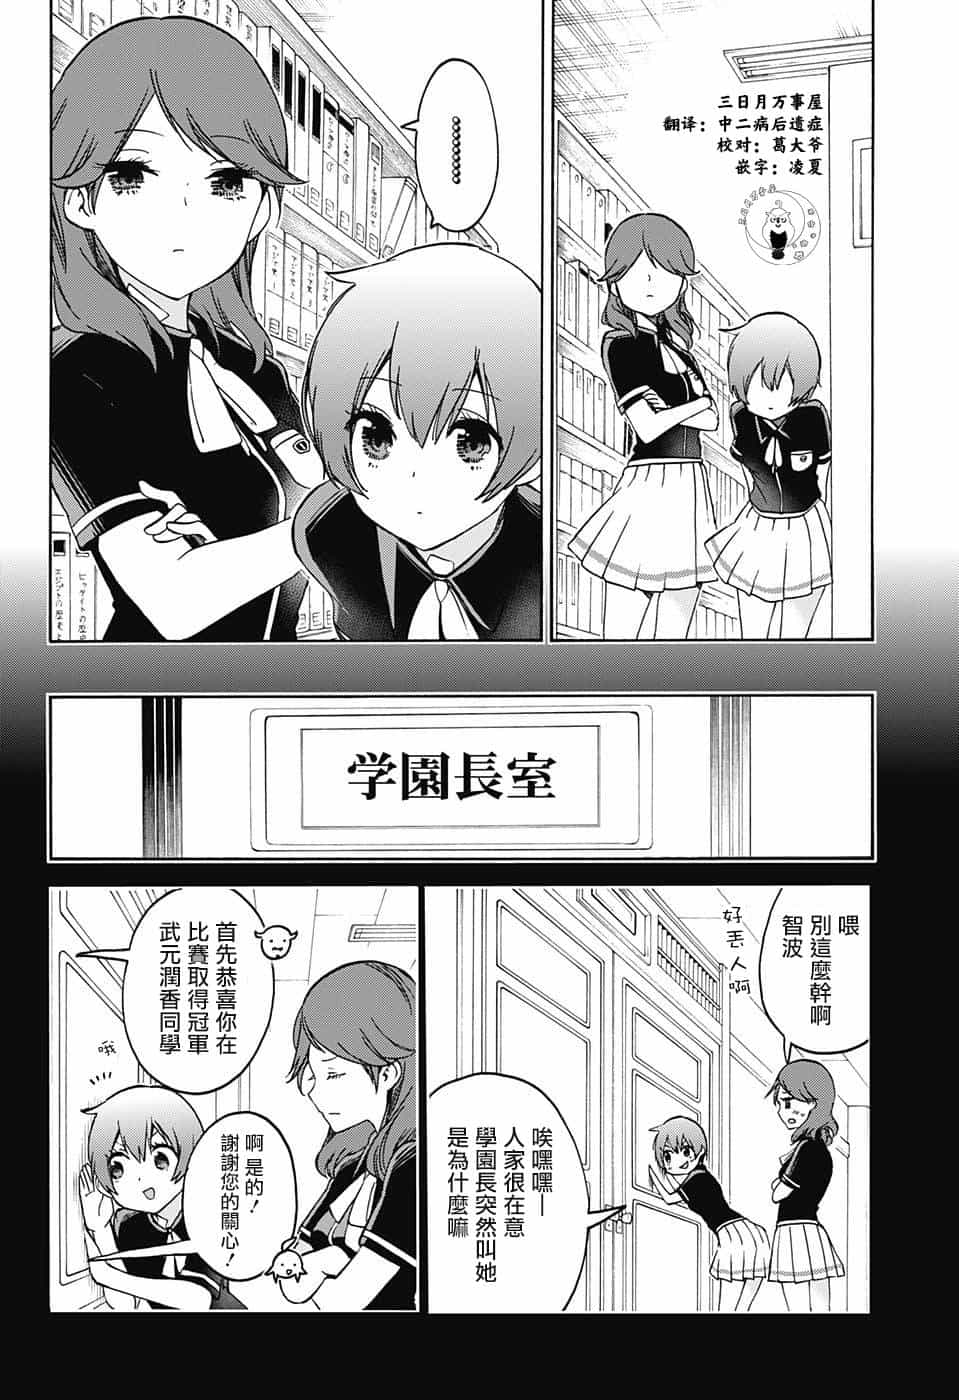 三日月万事屋
翻译：中二病后遗症
校对：葛大爷
嵌字：凌夏
………
学園長室
喂
別這麼幹啊
智波
好丟人啊
唉嘿嘿—
人家很在意
學園長突然叫她
是為什麼嘛
首先恭喜你在
比賽取得冠軍
武元潤香同學
哦
啊 是的！
謝謝您的關心！